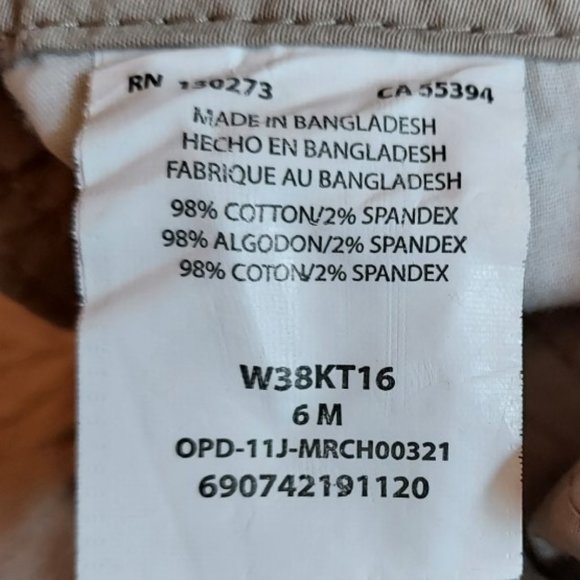 RN 130273 CA 55394
MADE IN BANGLADESH
HECHO EN BANGLADESH
FABRIQUE AU BANGLADESH
98% COTTON/2% SPANDEX
98% ALGODON/2% SPANDEX
98% COTON/2% SPANDEX
W38KT16
6 M
OPD-11J-MRCH00321
690742191120